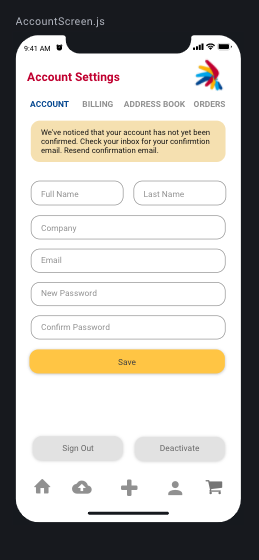 AccountScreen.js
9:41 AM
Account Settings
ACCOUNT BILLING ADDRESS BOOK ORDERS
We've noticed that your account has not yet been
confirmed. Check your inbox for your confirmtion
email. Resend confirmation email.
Full Name Last Name
Company
Email
New Password
Confirm Password
Save
Sign Out Deactivate